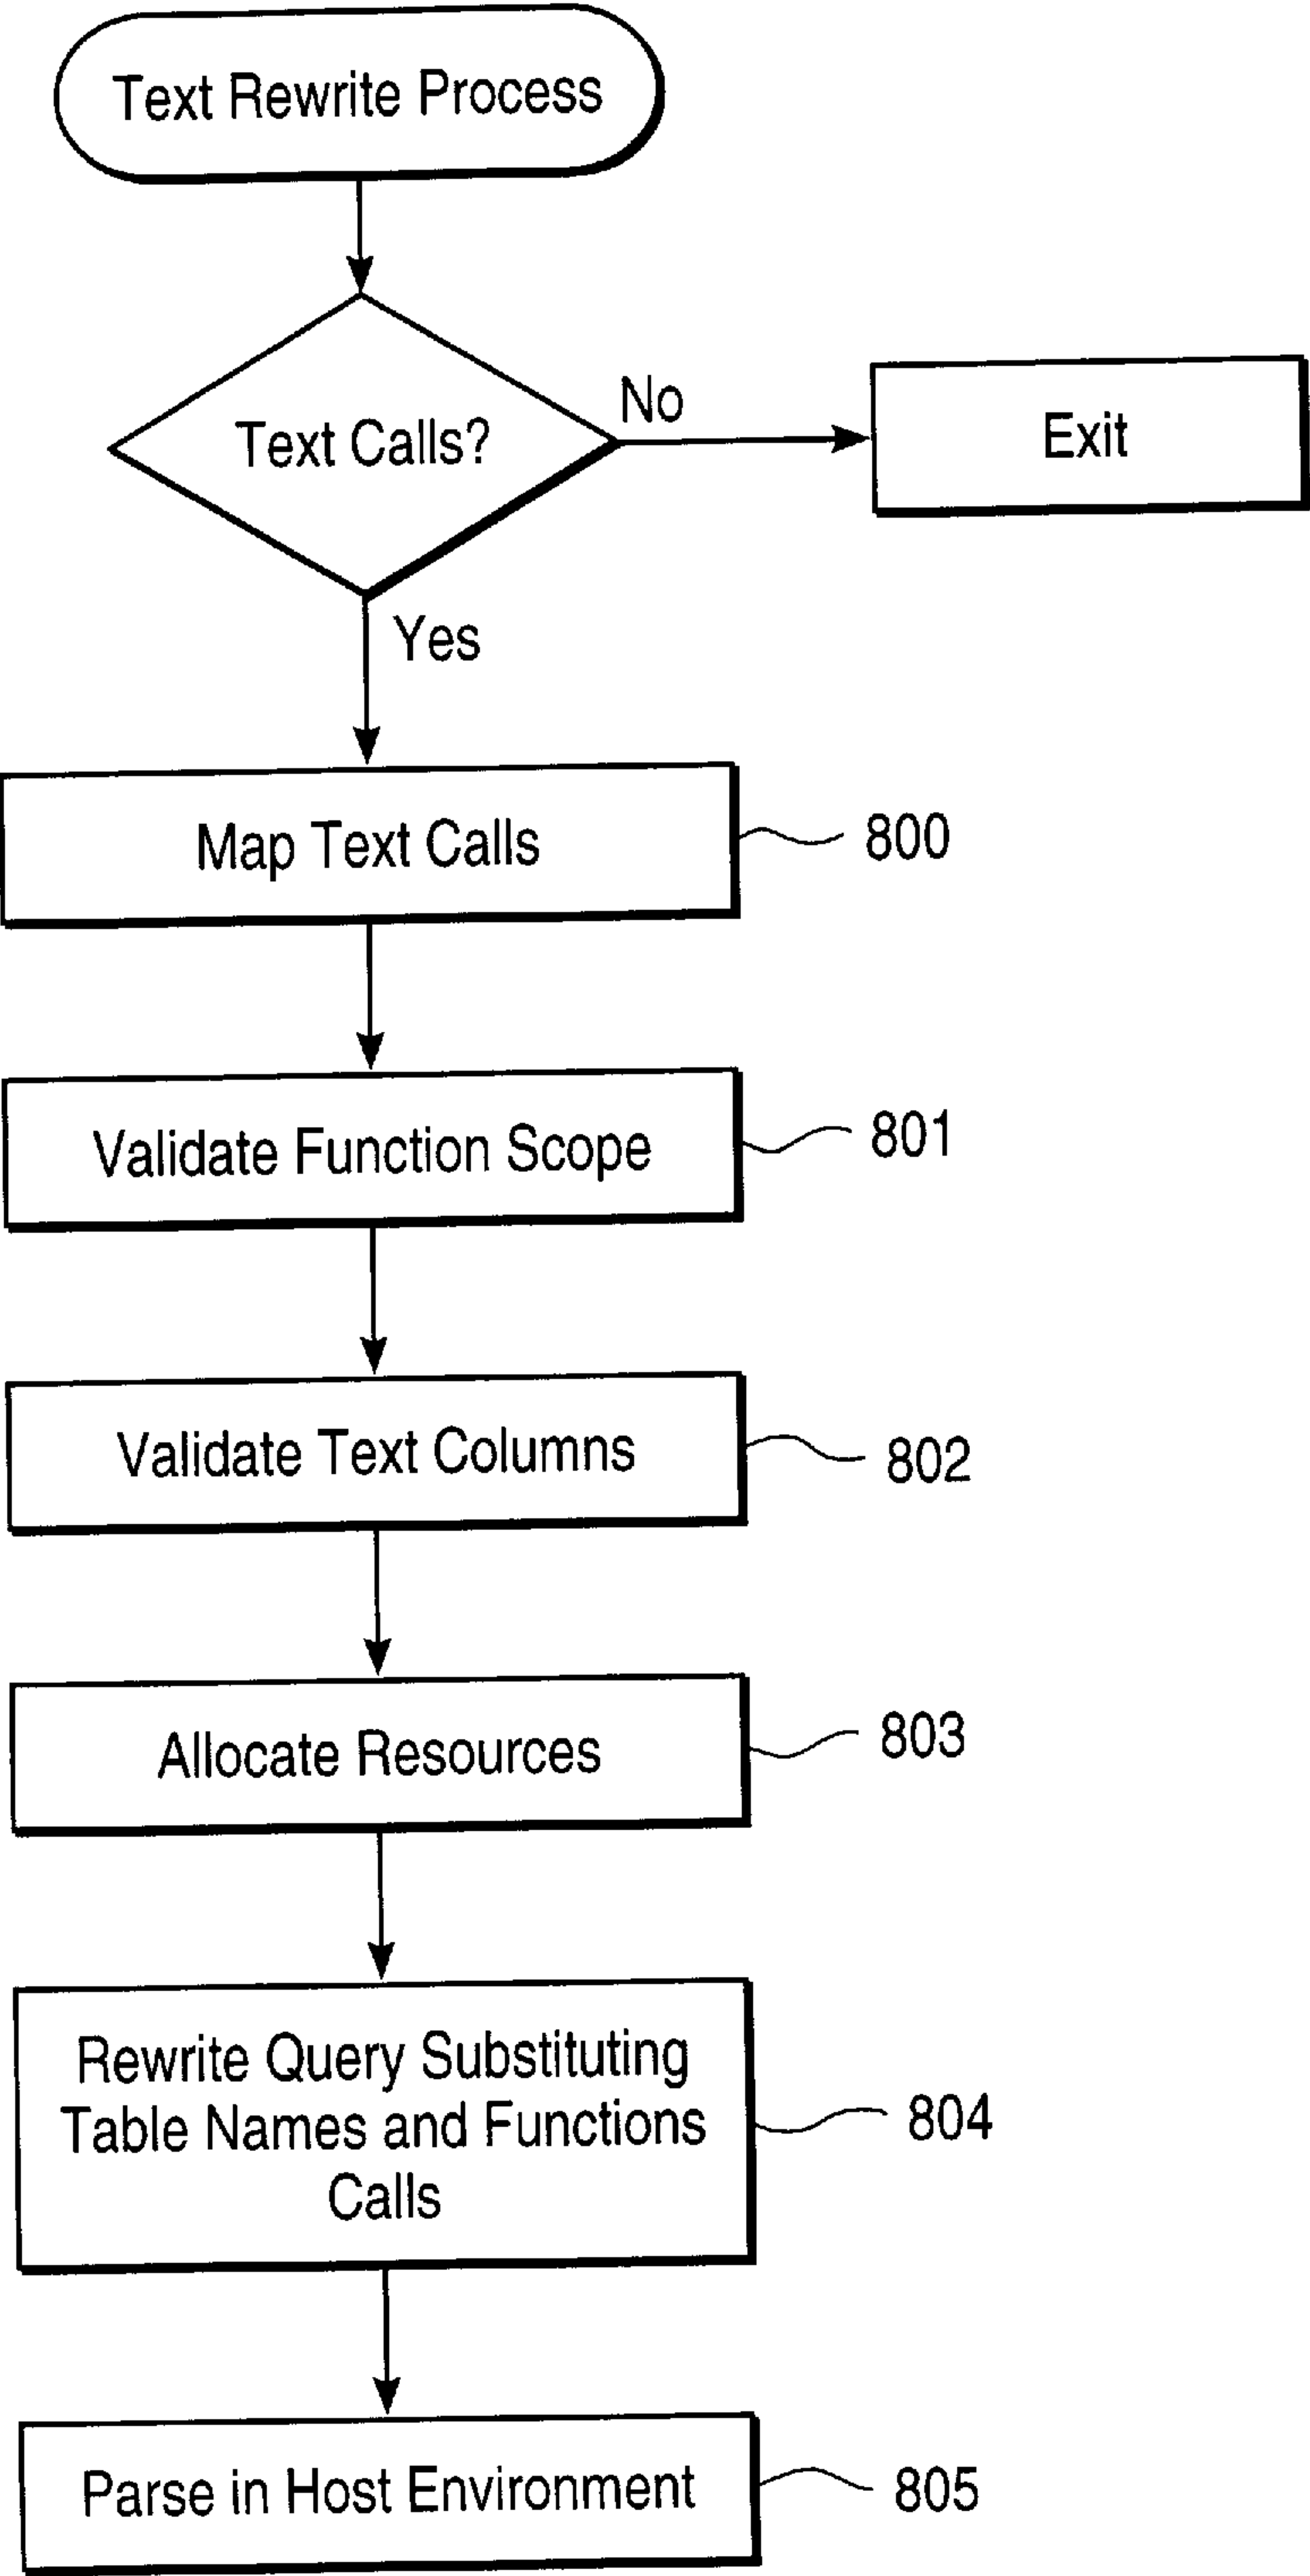 Text Rewrite Process
Text Calls?
No
Exit
Yes
Map Text Calls
800
Validate Function Scope
801
Validate Text Columns
802
Allocate Resources
803
Rewrite Query Substituting
Table Names and Functions
Calls
804
Parse in Host Environment
805